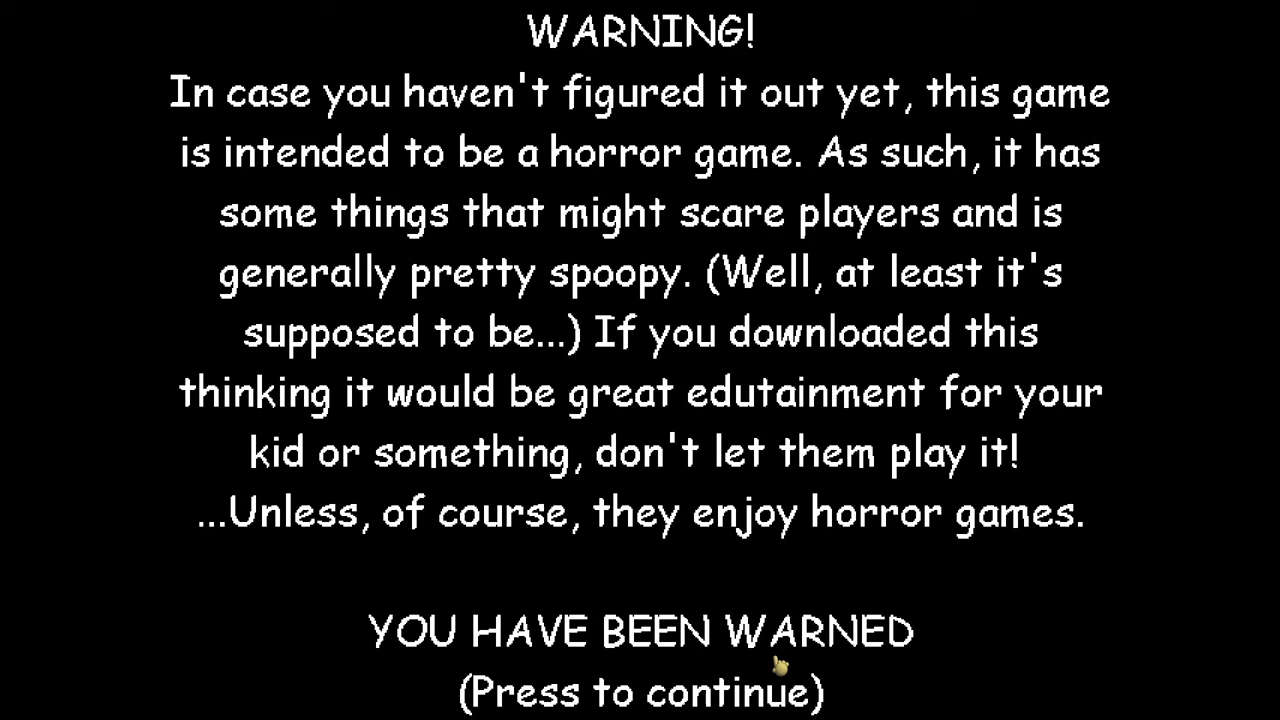 WARNING!
In case you haven't figured it out yet, this game
is intended to be a horror game. As such, it has
some things that might scare players and is
generally pretty spoopy. (Well, at least it's
supposed to be...) If you downloaded this
thinking it would be great edutainment for your
kid or something, don't let them play it!
...Unless, of course, they enjoy horror games.
YOU HAVE BEEN WARNED
(Press to continue)